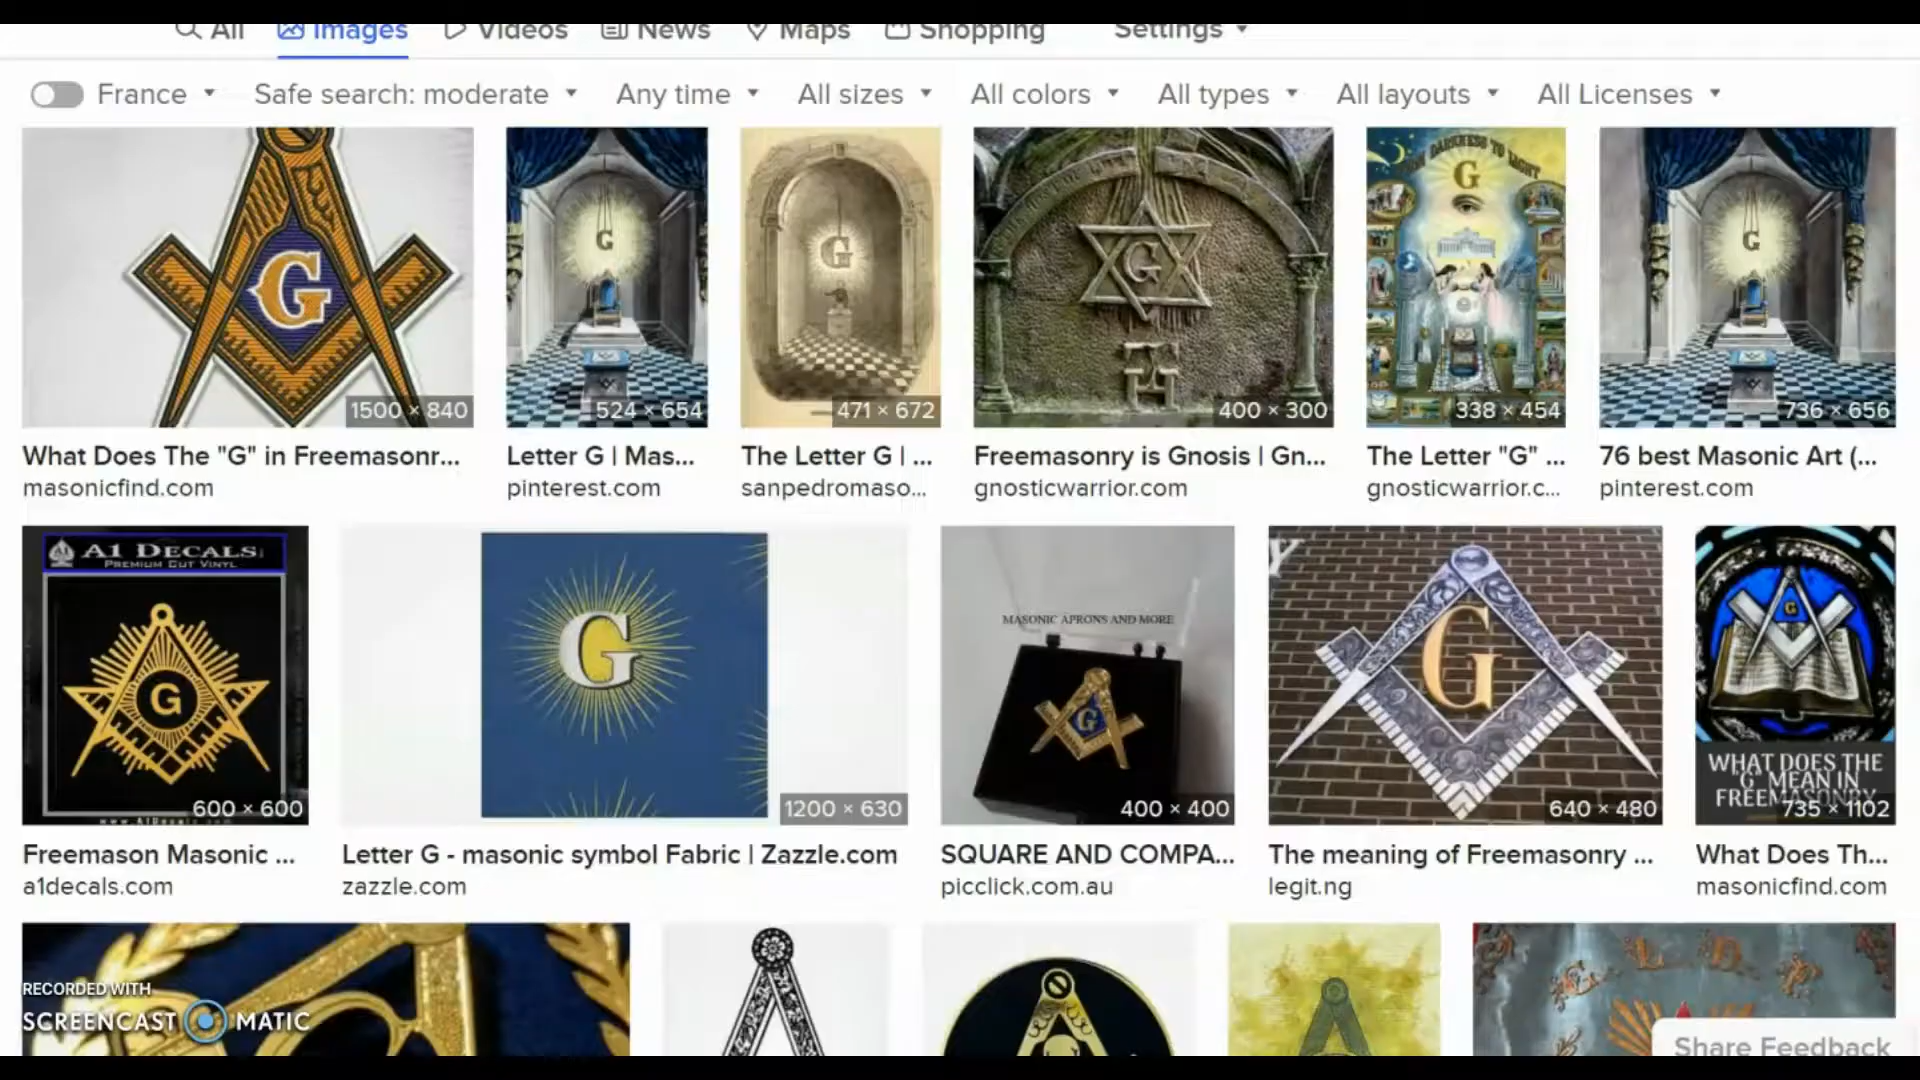 All Images Videos News Maps Shopping Settings
France Safe search: moderate Any time All sizes All colors All types All layouts All Licenses
G
1500 × 840
G
524 × 654
G
471 × 672
G
400 × 300
DARKNESS TO LIGHT
G
338 × 454
G
736 × 656
What Does The "G" in Freemasonr...
masonicfind.com
Letter G | Mas...
pinterest.com
The Letter G | ...
sanpedromaso...
Freemasonry is Gnosis | Gn...
gnosticwarrior.com
The Letter "G" ...
gnosticwarrior.c...
76 best Masonic Art (...
pinterest.com
A1 DECALS
PREMIUM CUT VINYL
G
600 × 600
G
1200 × 630
MASONIC APRONS AND MORE
G
400 × 400
Y
G
640 × 480
G
WHAT DOES THE
"G" MEAN IN
FREEMASONRY
735 × 1102
Freemason Masonic ...
a1decals.com
Letter G - masonic symbol Fabric | Zazzle.com
zazzle.com
SQUARE AND COMPA...
picclick.com.au
The meaning of Freemasonry ...
legit.ng
What Does Th...
masonicfind.com
RECORDED WITH
SCREENCAST MATIC
Share Feedback